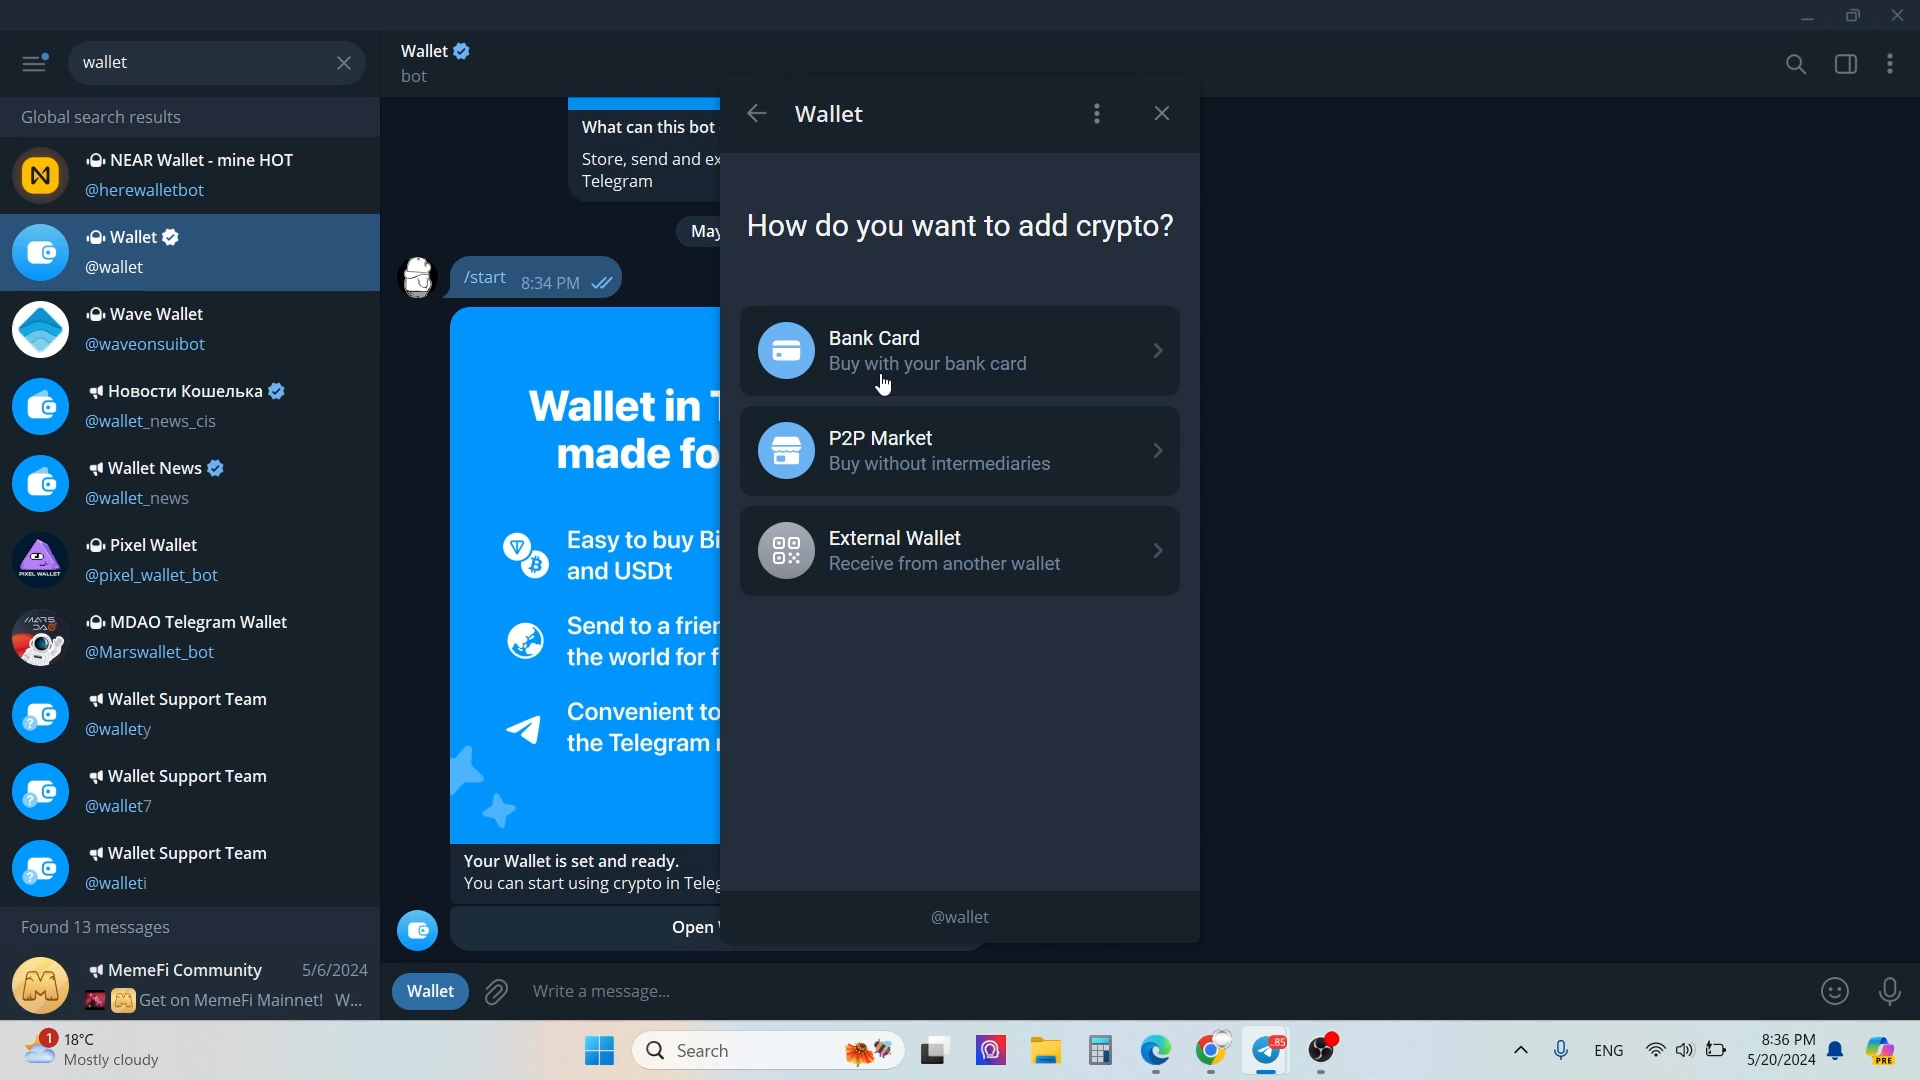 wallet
Global search results
NEAR Wallet - mine HOT
@herewalletbot
Wallet
@wallet
Wave Wallet
@waveonsuibot
Новости Кошелька
@wallet_news_cis
Wallet News
@wallet_news
PIXEL WALLET
Pixel Wallet
@pixel_wallet_bot
MDAO Telegram Wallet
@Marswallet_bot
Wallet Support Team
@wallety
Wallet Support Team
@wallet7
Wallet Support Team
@walleti
Found 13 messages
MemeFi Community 5/6/2024
Get on MemeFi Mainnet! W...
Wallet
bot
What can this bot
Store, send and ex
Telegram
May
/start 8:34 PM
Wallet in T
made fo
Easy to buy Bi
and USDt
Send to a frier
the world for f
Convenient to
the Telegram
Your Wallet is set and ready.
You can start using crypto in Teleg
Open
Wallet
Write a message...
Wallet
How do you want to add crypto?
Bank Card
Buy with your bank card
P2P Market
Buy without intermediaries
External Wallet
Receive from another wallet
@wallet
1
18°C
Mostly cloudy
Search
85
ENG
8:36 PM
5/20/2024
PRE